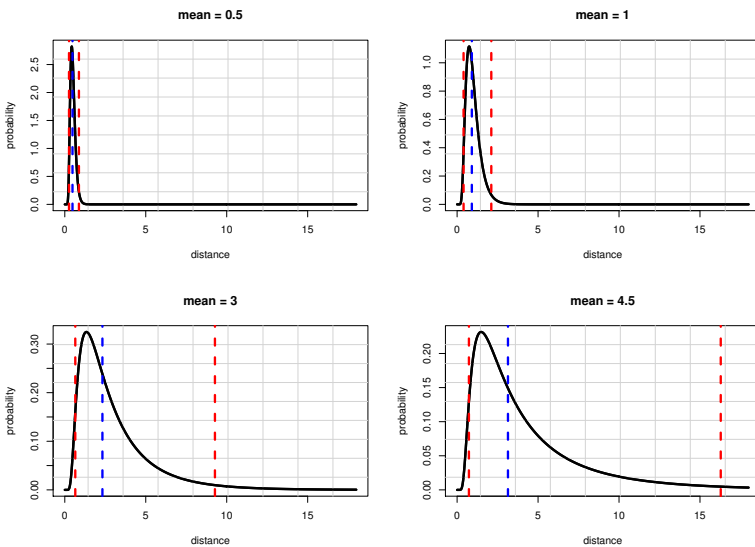 mean = 0.5
probability
0.0 0.5 1.0 1.5 2.0 2.5
0 5 10 15
distance
mean = 1
probability
0.0 0.2 0.4 0.6 0.8 1.0
0 5 10 15
distance
mean = 3
probability
0.00 0.10 0.20 0.30
0 5 10 15
distance
mean = 4.5
probability
0.00 0.05 0.10 0.15 0.20
0 5 10 15
distance